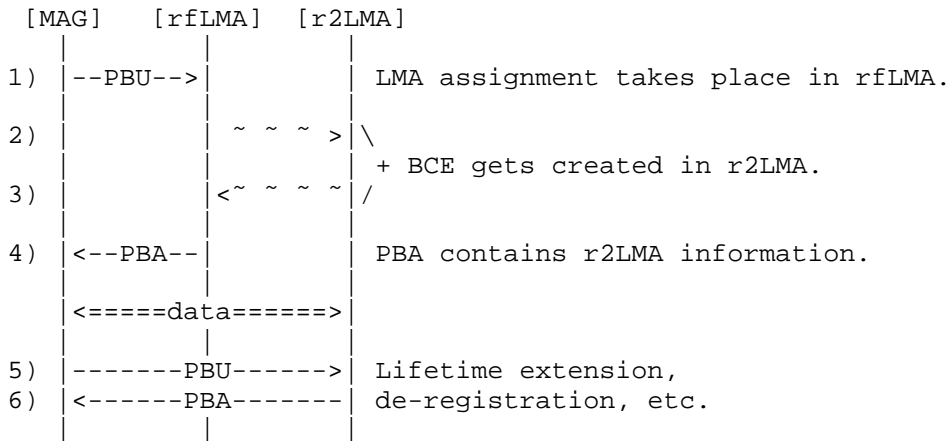 [MAG] [rfLMA] [r2LMA]
1) |--PBU-->| | LMA assignment takes place in rfLMA.
2) | | ~ ~ ~ >|\
| | | + BCE gets created in r2LMA.
3) | |<~ ~ ~ ~|/
4) |<--PBA--| | PBA contains r2LMA information.
|<=====data======>|
5) |-------PBU------>| Lifetime extension,
6) |<------PBA-------| de-registration, etc.